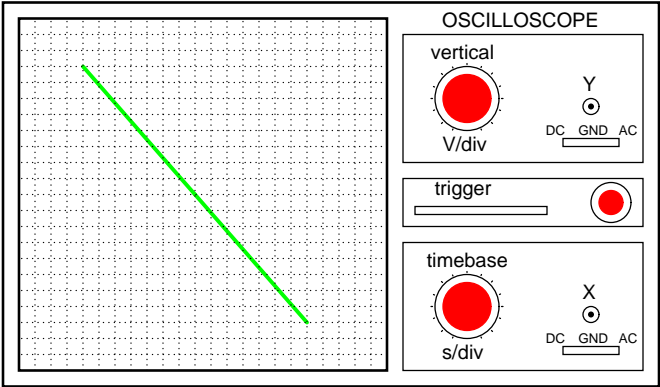 OSCILLOSCOPE
vertical
Y
DC GND AC
V/div
trigger
timebase
X
DC GND AC
s/div